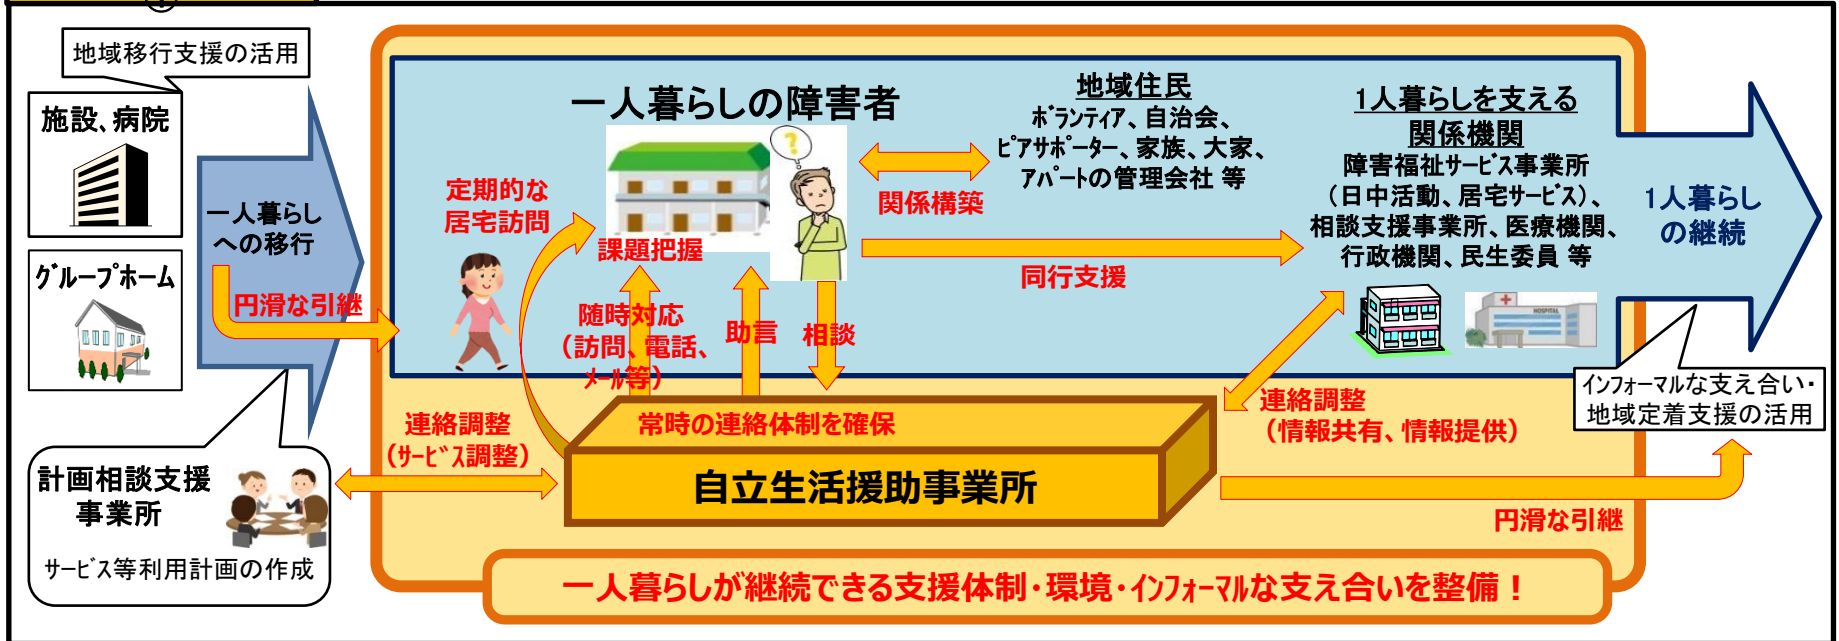 地域移行支援の活用
施設、病院
グループホーム
一人暮らし
への移行
円滑な引継
計画相談支援
事業所
サービス等利用計画の作成
連絡調整
（サービス調整）
一人暮らしの障害者
?
定期的な
居宅訪問
課題把握
随時対応
（訪問、電話、
メール等）
助言
相談
関係構築
同行支援
地域住民
ボランティア、自治会、
ピアサポーター、家族、大家、
アパートの管理会社 等
1人暮らしを支える
関係機関
障害福祉サービス事業所
（日中活動、居宅サービス）、
相談支援事業所、医療機関、
行政機関、民生委員 等
HOSPITAL
1人暮らし
の継続
インフォーマルな支え合い・
地域定着支援の活用
連絡調整
（情報共有、情報提供）
常時の連絡体制を確保
自立生活援助事業所
円滑な引継
一人暮らしが継続できる支援体制・環境・インフォーマルな支え合いを整備！